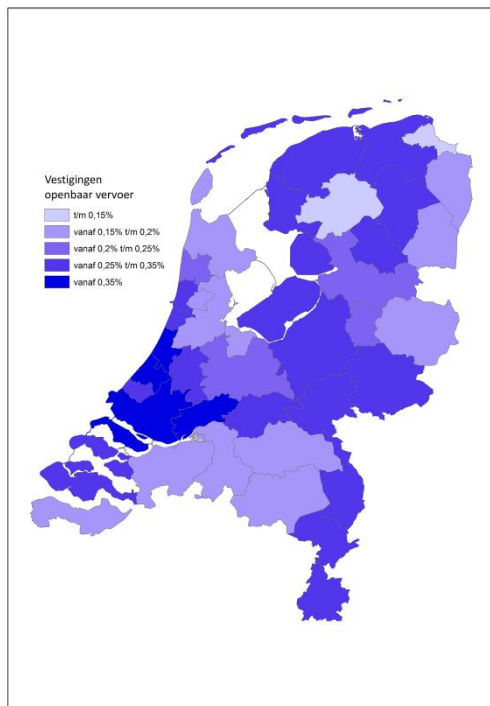 Vestigingen
openbaar vervoer
t/m 0,15%
vanaf 0,15% t/m 0,2%
vanaf 0,2% t/m 0,25%
vanaf 0,25% t/m 0,35%
vanaf 0,35%